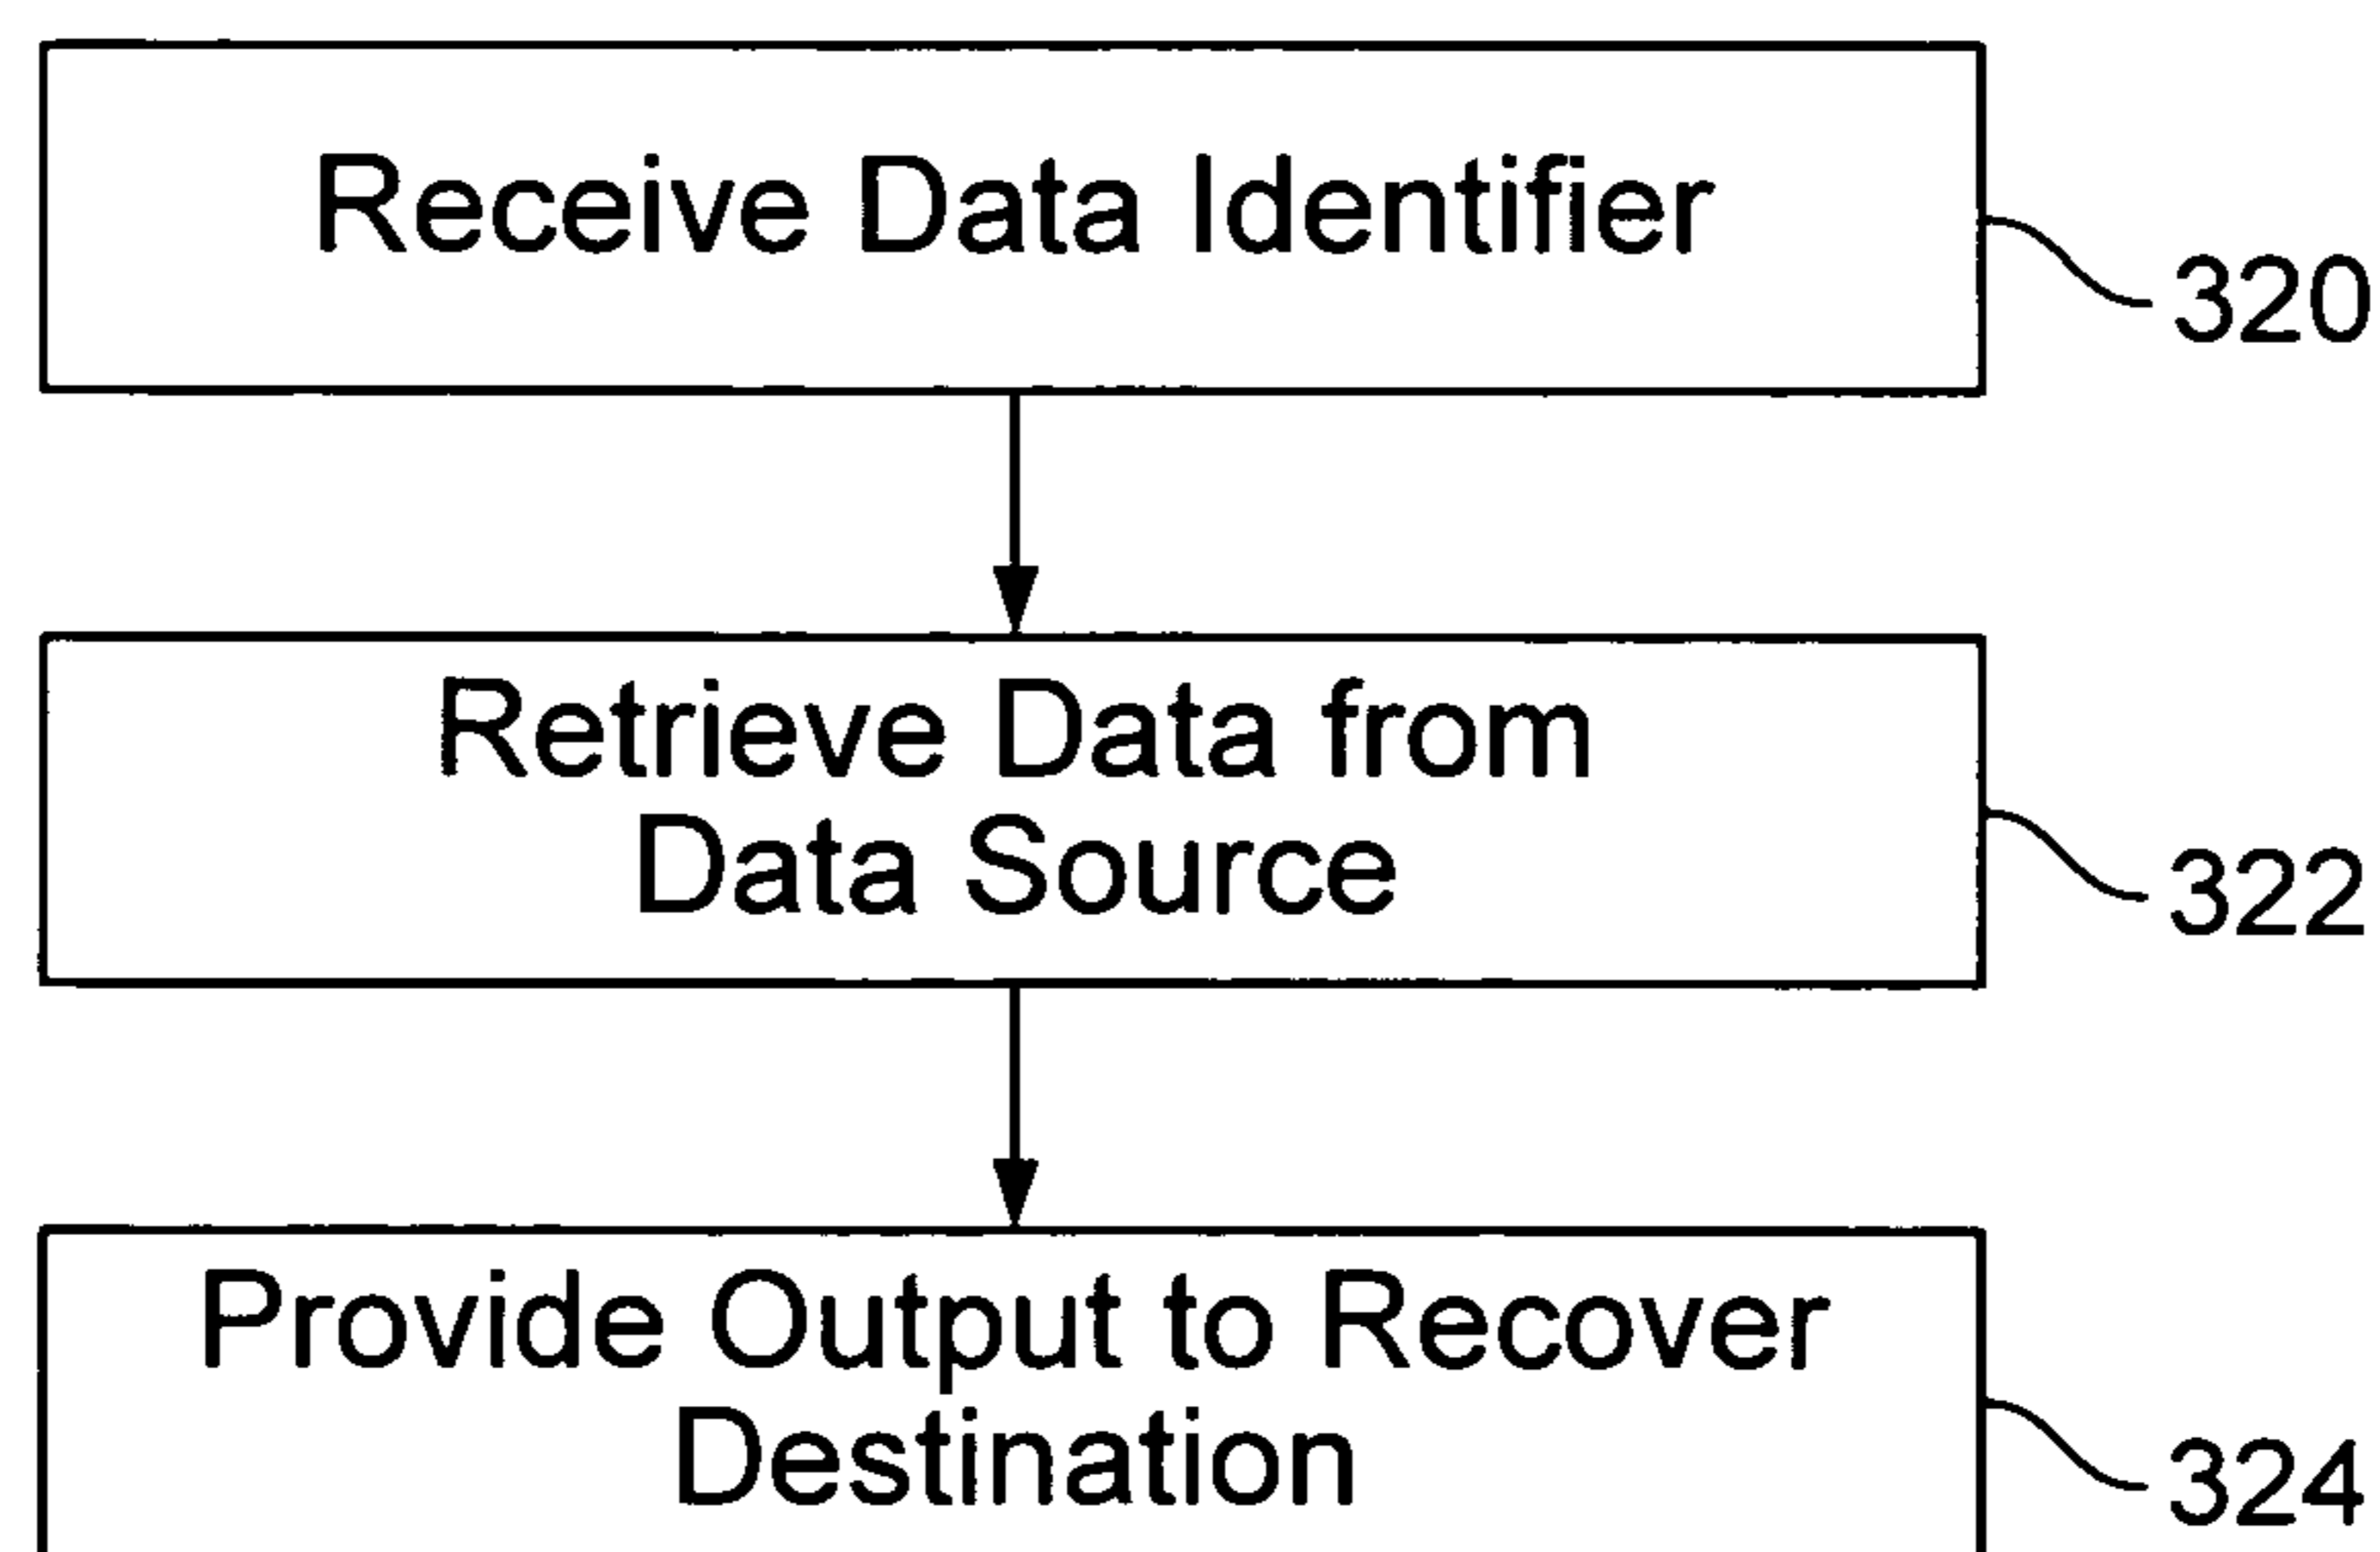 Receive Data Identifier
320
Retrieve Data from
Data Source
322
Provide Output to Recover
Destination
324